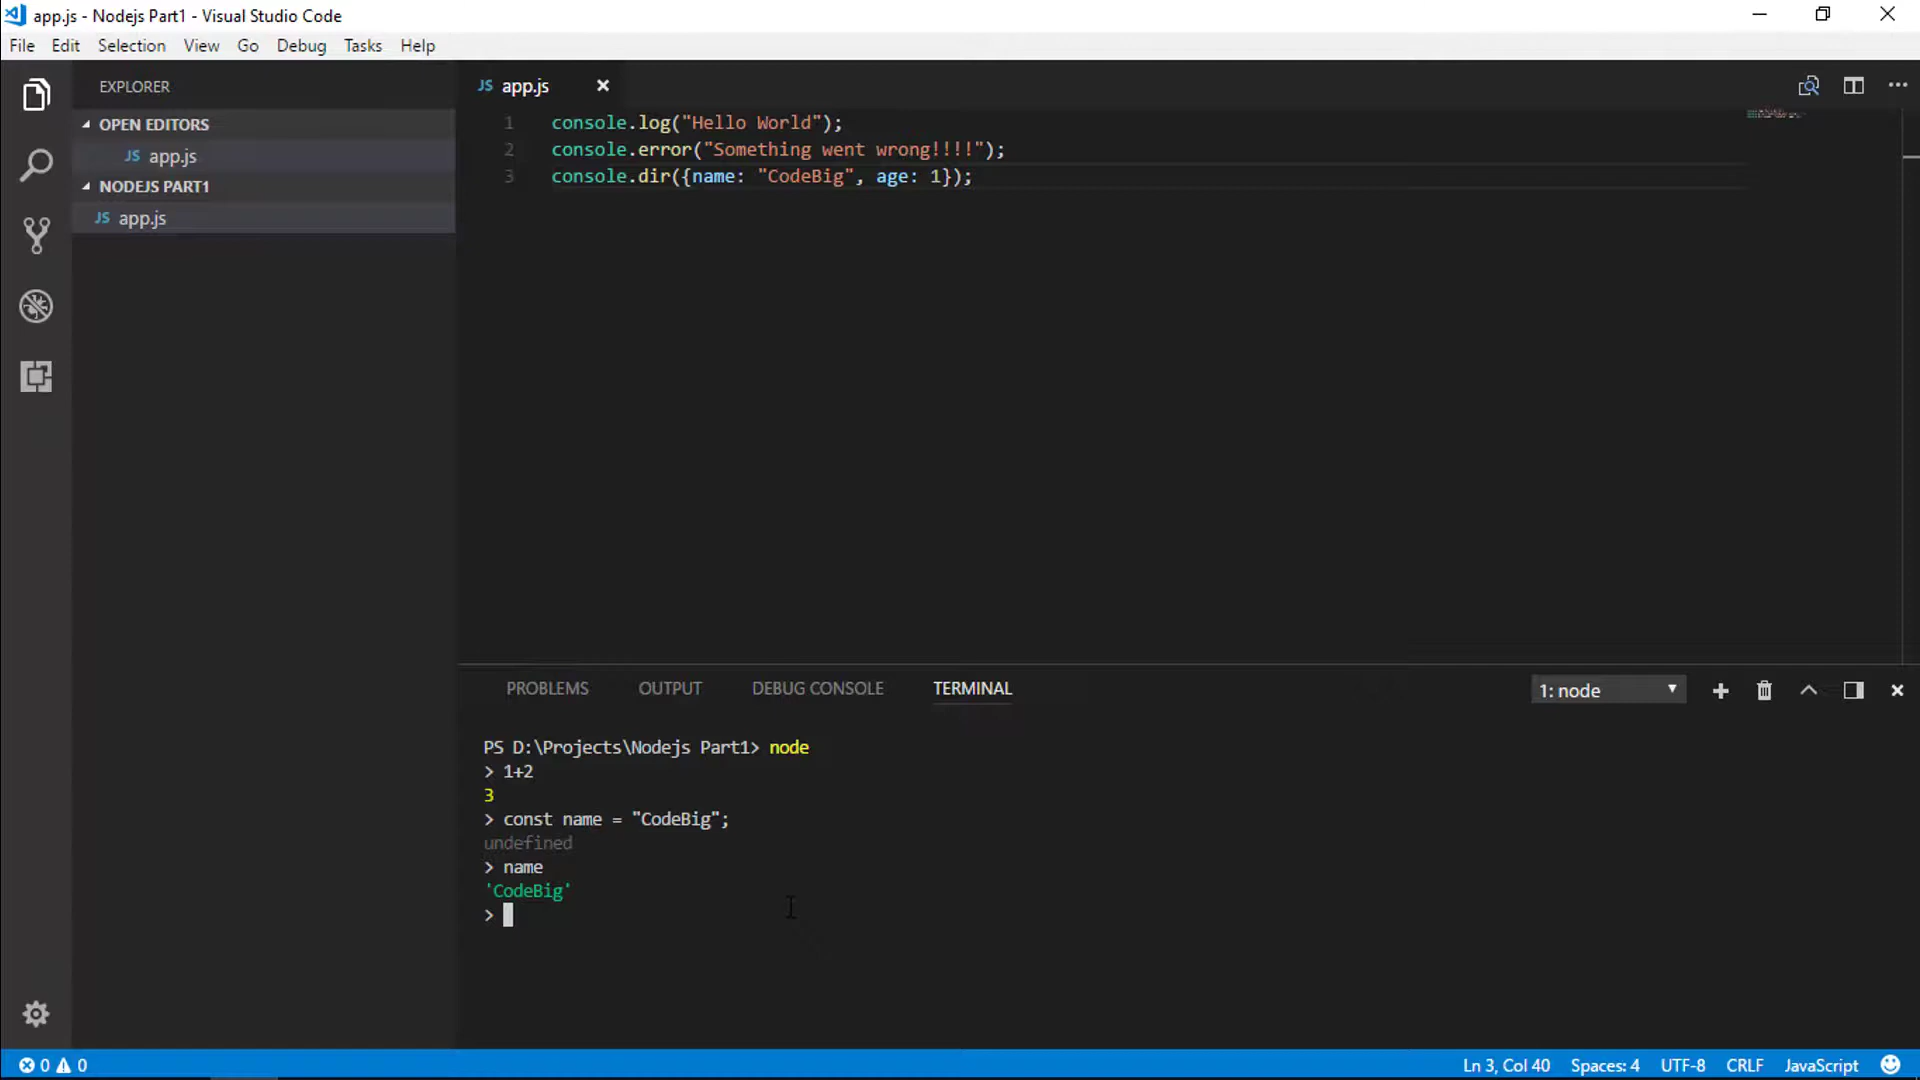 app.js - Nodejs Part1 - Visual Studio Code
File Edit Selection View Go Debug Tasks Help
EXPLORER
OPEN EDITORS
JS app.js
NODEJS PART1
JS app.js
JS app.js
1 console.log("Hello World");
2 console.error("Something went wrong!!!!");
3 console.dir({name: "CodeBig", age: 1});
PROBLEMS OUTPUT DEBUG CONSOLE TERMINAL 1: node
PS D:\Projects\Nodejs Part1> node
> 1+2
3
> const name = "CodeBig";
undefined
> name
'CodeBig'
>
0 0 Ln 3, Col 40 Spaces: 4 UTF-8 CRLF JavaScript